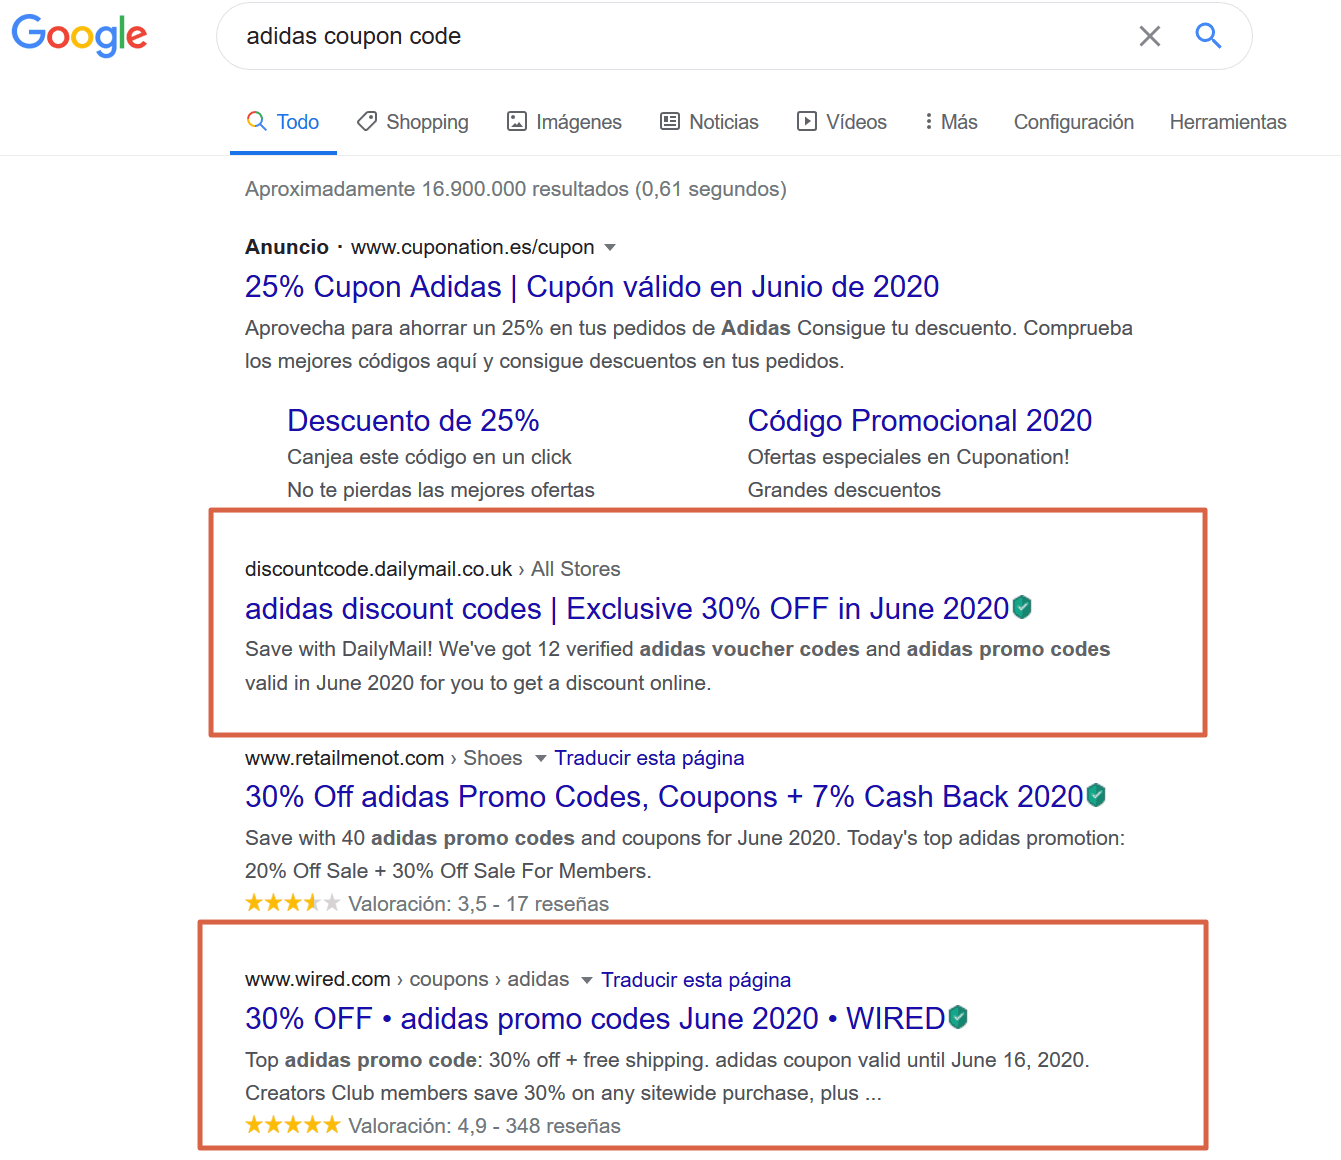 Google
adidas coupon code
Todo Shopping Imágenes Noticias Vídeos Más Configuración Herramientas
Aproximadamente 16.900.000 resultados (0,61 segundos)
Anuncio · www.cuponation.es/cupon
25% Cupon Adidas | Cupón válido en Junio de 2020
Aprovecha para ahorrar un 25% en tus pedidos de Adidas Consigue tu descuento. Comprueba
los mejores códigos aquí y consigue descuentos en tus pedidos.
Descuento de 25%
Canjea este código en un click
No te pierdas las mejores ofertas
Código Promocional 2020
Ofertas especiales en Cuponation!
Grandes descuentos
discountcode.dailymail.co.uk › All Stores
adidas discount codes | Exclusive 30% OFF in June 2020
Save with DailyMail! We've got 12 verified adidas voucher codes and adidas promo codes
valid in June 2020 for you to get a discount online.
www.retailmenot.com › Shoes Traducir esta página
30% Off adidas Promo Codes, Coupons + 7% Cash Back 2020
Save with 40 adidas promo codes and coupons for June 2020. Today's top adidas promotion:
20% Off Sale + 30% Off Sale For Members.
Valoración: 3,5 - 17 reseñas
www.wired.com › coupons › adidas Traducir esta página
30% OFF • adidas promo codes June 2020 • WIRED
Top adidas promo code: 30% off + free shipping. adidas coupon valid until June 16, 2020.
Creators Club members save 30% on any sitewide purchase, plus ...
Valoración: 4,9 - 348 reseñas